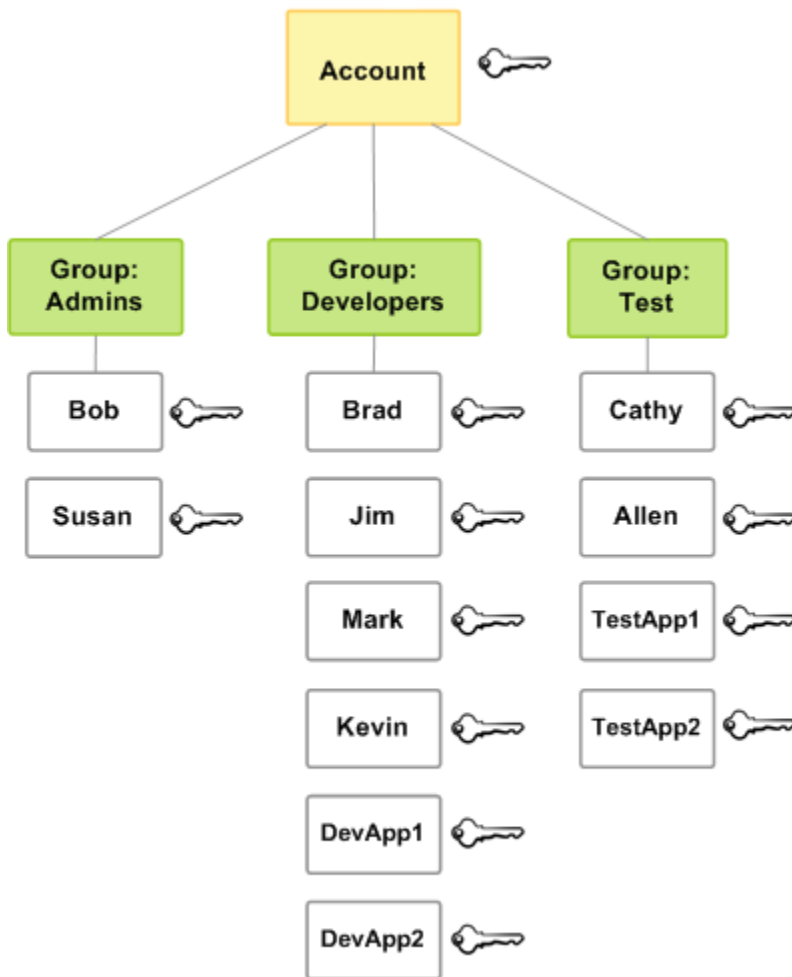 Account
Group:
Admins
Group:
Developers
Group:
Test
Bob
Brad
Cathy
Susan
Jim
Allen
Mark
TestApp1
Kevin
TestApp2
DevApp1
DevApp2